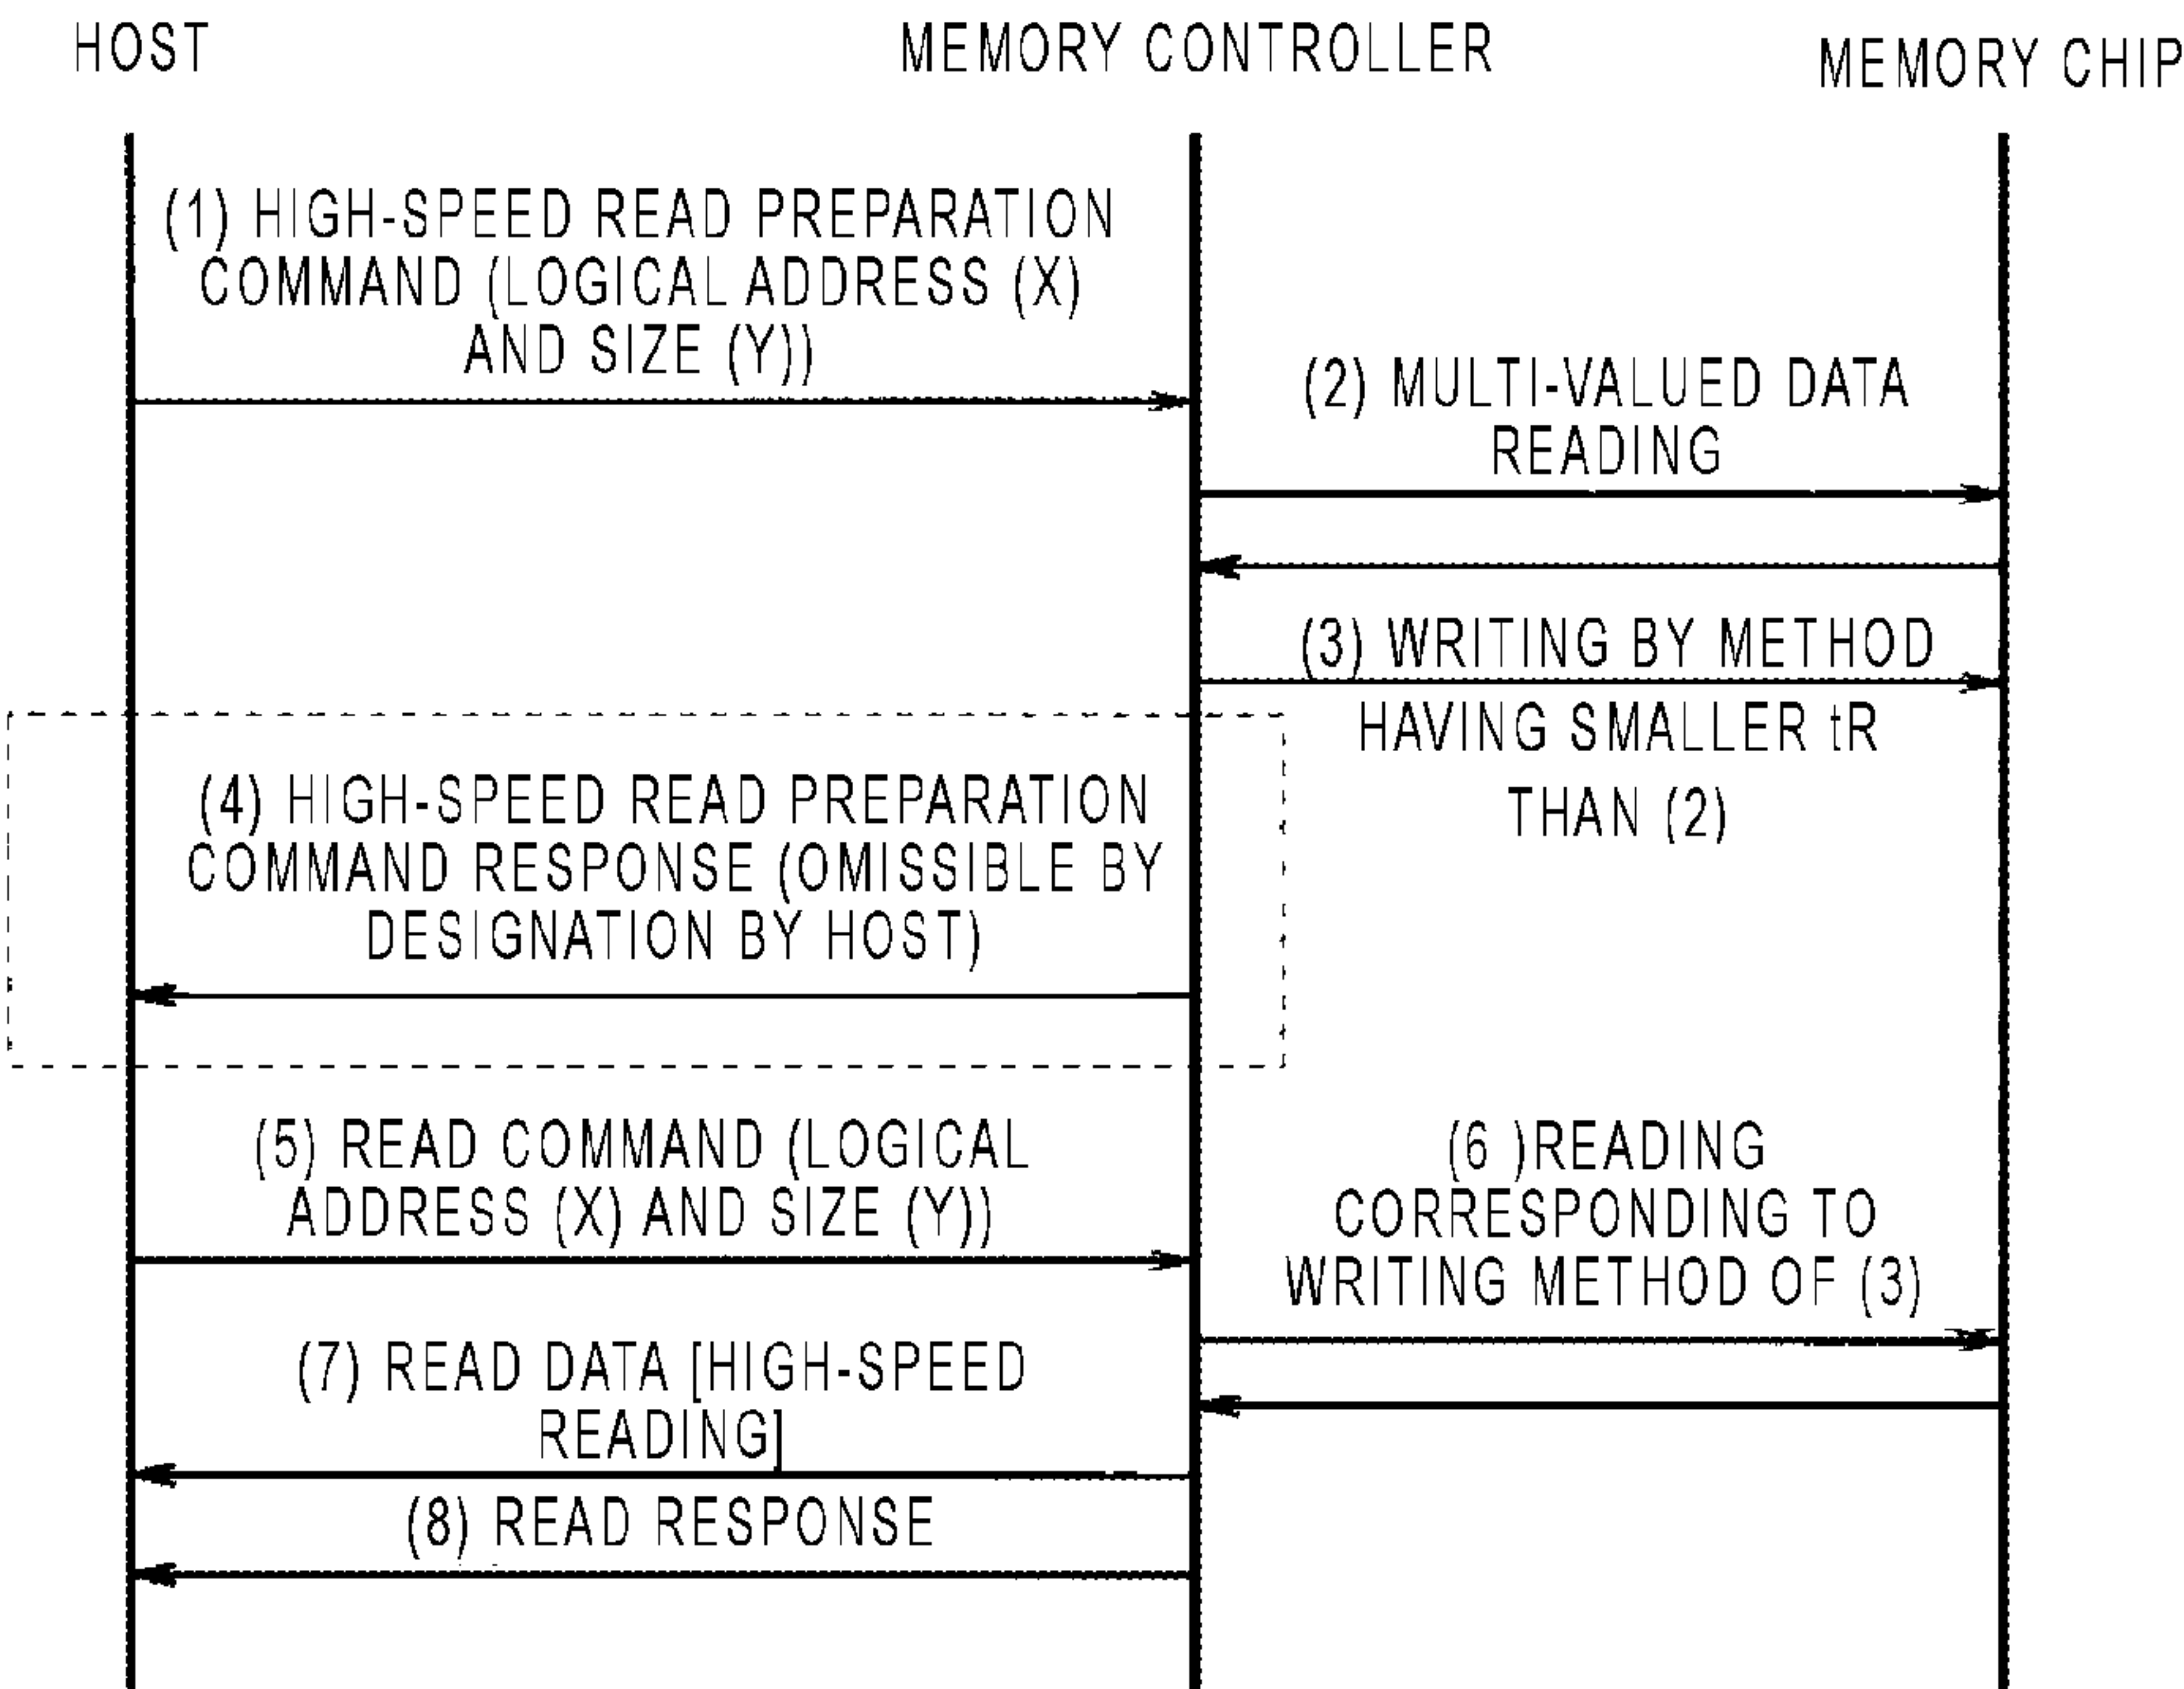 HOST
MEMORY CONTROLLER
MEMORY CHIP
(1) HIGH-SPEED READ PREPARATION
COMMAND (LOGICAL ADDRESS (X)
AND SIZE (Y))
(2) MULTI-VALUED DATA
READING
(3) WRITING BY METHOD
HAVING SMALLER tR
THAN (2)
(4) HIGH-SPEED READ PREPARATION
COMMAND RESPONSE (OMISSIBLE BY
DESIGNATION BY HOST)
(5) READ COMMAND (LOGICAL
ADDRESS (X) AND SIZE (Y))
(6 )READING
CORRESPONDING TO
WRITING METHOD OF (3)
(7) READ DATA [HIGH-SPEED
READING]
(8) READ RESPONSE